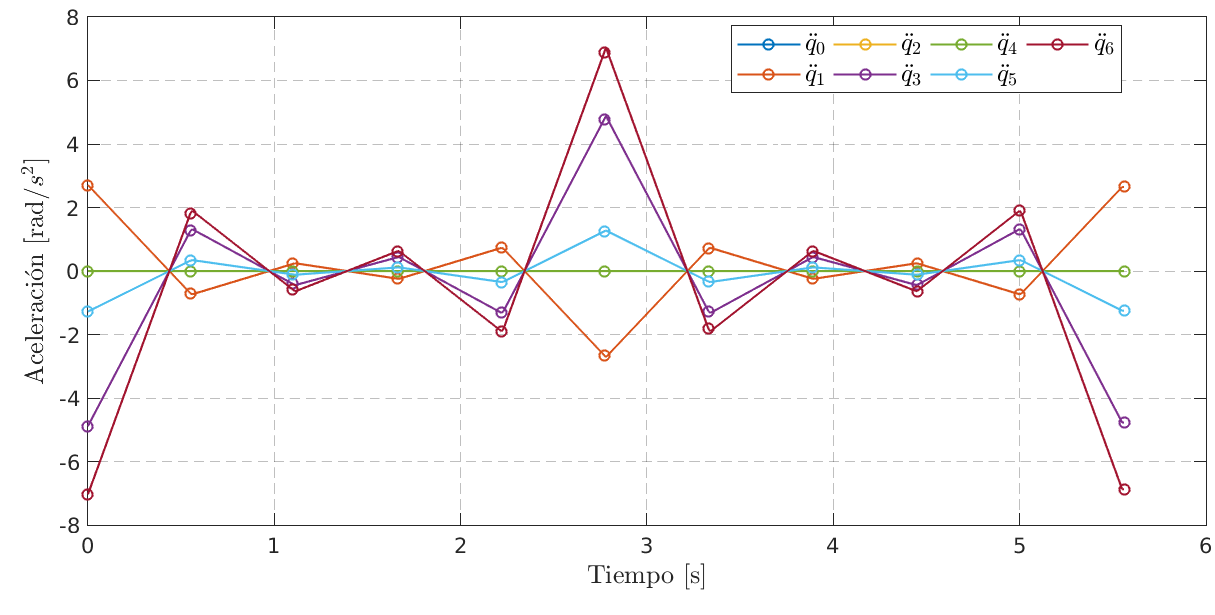 8
6
4
2
0
-2
-4
-6
-8
Aceleración [rad/s²]
q̈₀ q̈₂ q̈₄ q̈₆
q̈₁ q̈₃ q̈₅
0 1 2 3 4 5 6
Tiempo [s]